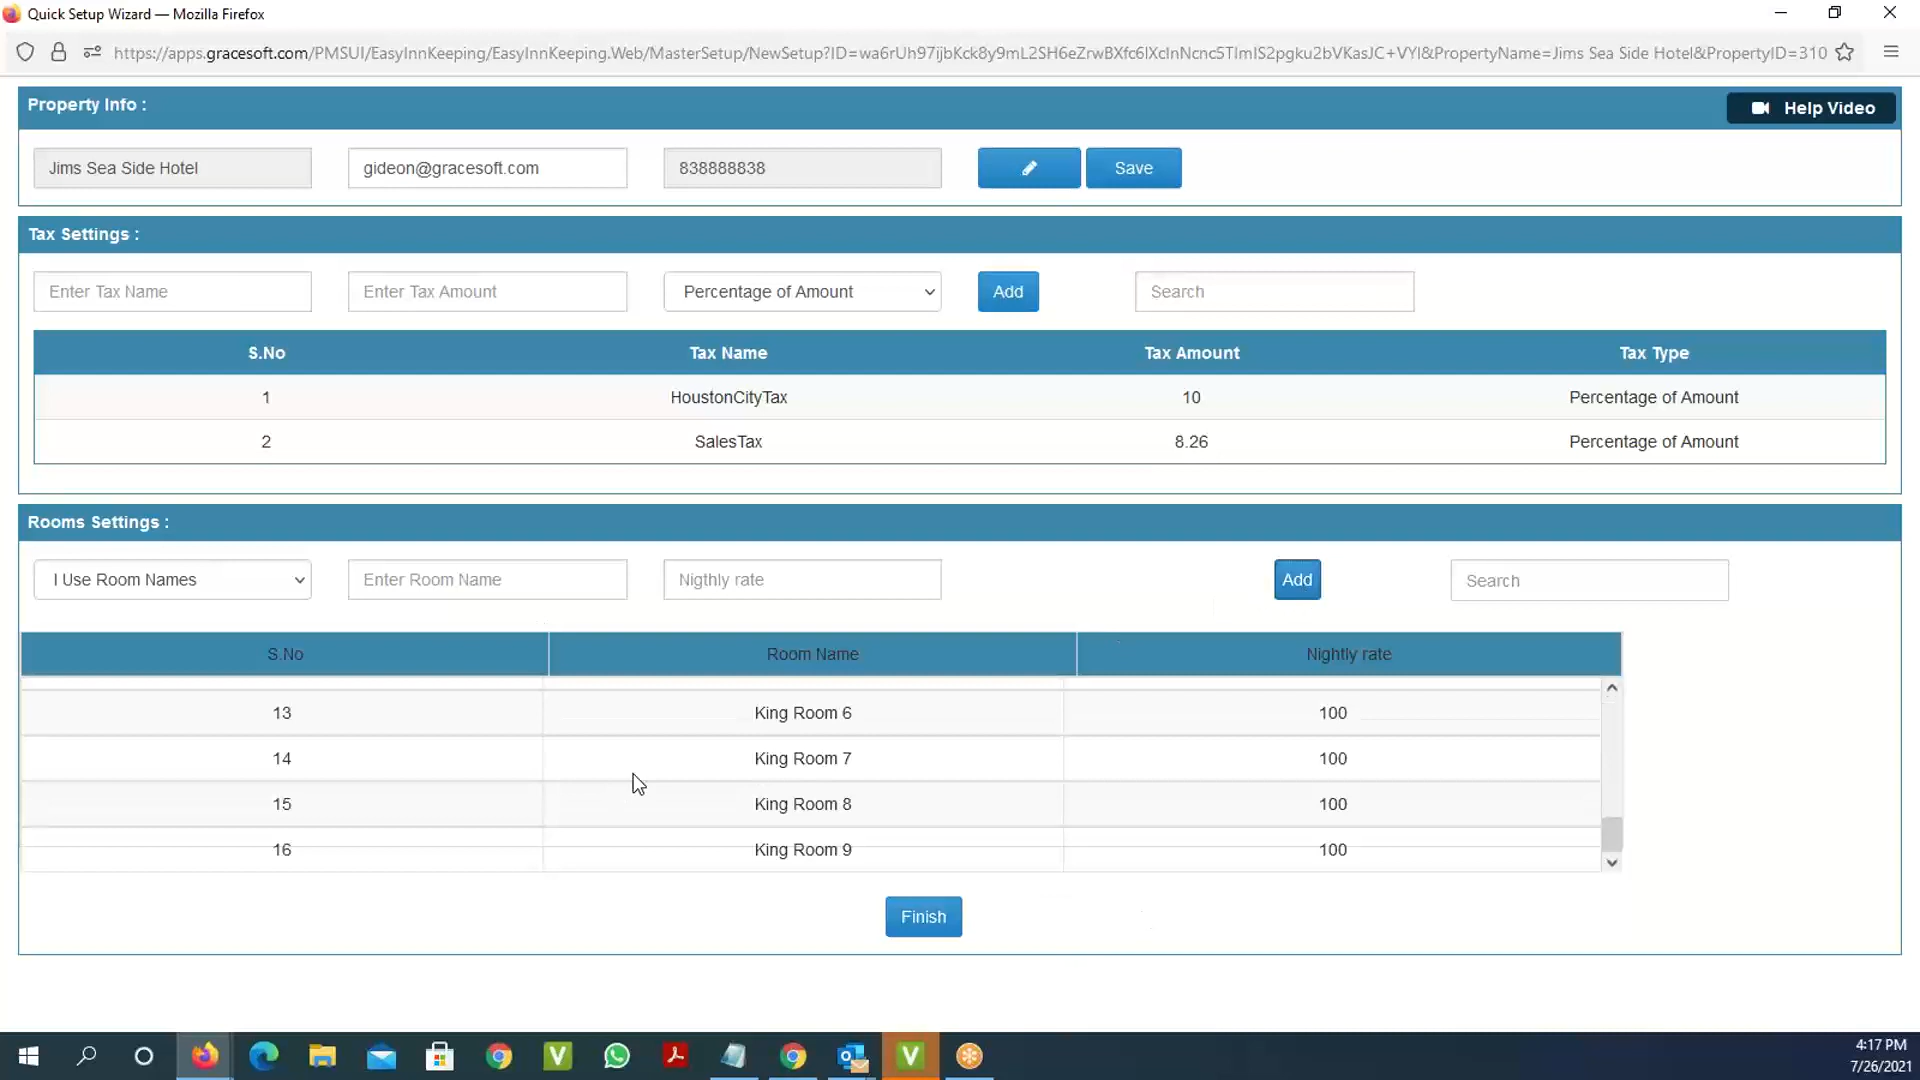 Quick Setup Wizard — Mozilla Firefox
https://apps.gracesoft.com/PMSUI/EasyInnKeeping/EasyInnKeeping.Web/MasterSetup/NewSetup?ID=wa6rUh97ijbKck8y9mL2SH6eZrwBXfc6lXcInNcnc5TImIS2pgku2bVKasJC+VYl&PropertyName=Jims Sea Side Hotel&PropertyID=310
Property Info :
Help Video
Jims Sea Side Hotel gideon@gracesoft.com 838888838 Save
Tax Settings :
Enter Tax Name Enter Tax Amount Percentage of Amount Add Search
S.No Tax Name Tax Amount Tax Type
1 HoustonCityTax 10 Percentage of Amount
2 SalesTax 8.26 Percentage of Amount
Rooms Settings :
I Use Room Names Enter Room Name Nigthly rate Add Search
S.No Room Name Nightly rate
13 King Room 6 100
14 King Room 7 100
15 King Room 8 100
16 King Room 9 100
Finish
4:17 PM
7/26/2021